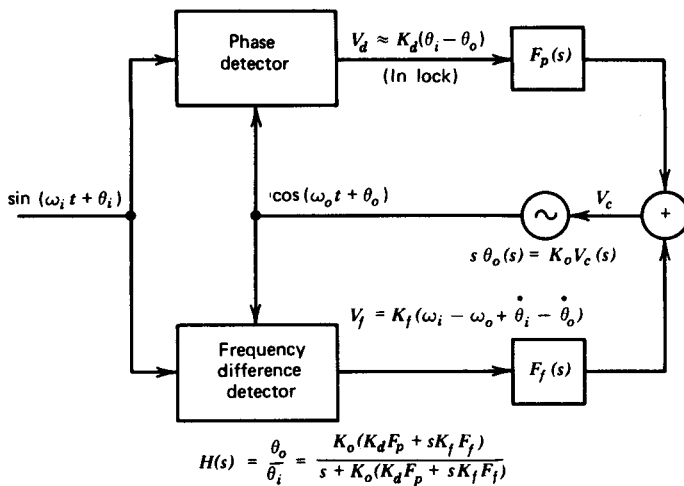 Phase
detector
V_d ≈ K_d(θ_i − θ_o)
(In lock)
F_p(s)
sin (ω_i t + θ_i)
cos (ω_o t + θ_o)
∼
V_c
+
s θ_o(s) = K_o V_c(s)
V_f = K_f(ω_i − ω_o + θ̇_i − θ̇_o)
Frequency
difference
detector
F_f(s)
H(s) = θ_o/θ_i = K_o(K_d F_p + sK_f F_f) / s + K_o(K_d F_p + sK_f F_f)